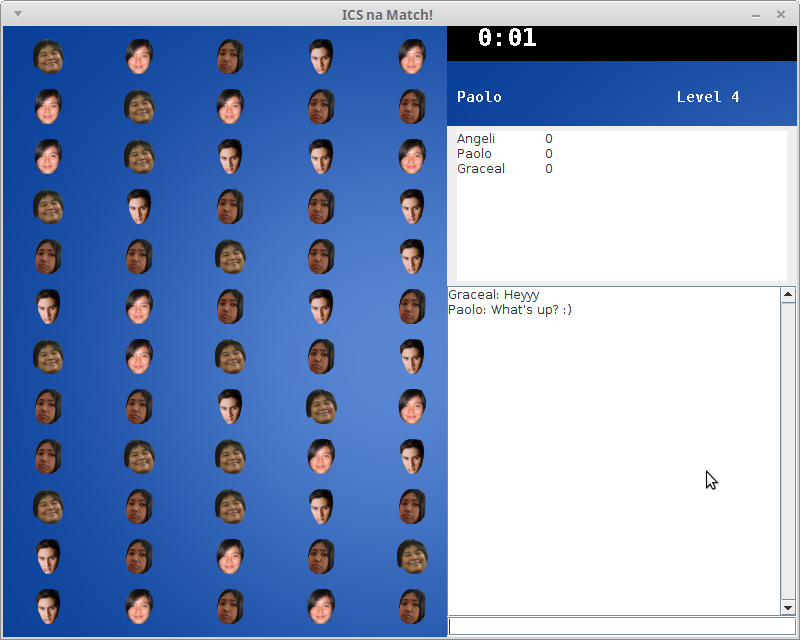 ICS na Match!
0:01
Paolo Level 4
Angeli 0
Paolo 0
Graceal 0
Graceal: Heyyy
Paolo: What's up? :)